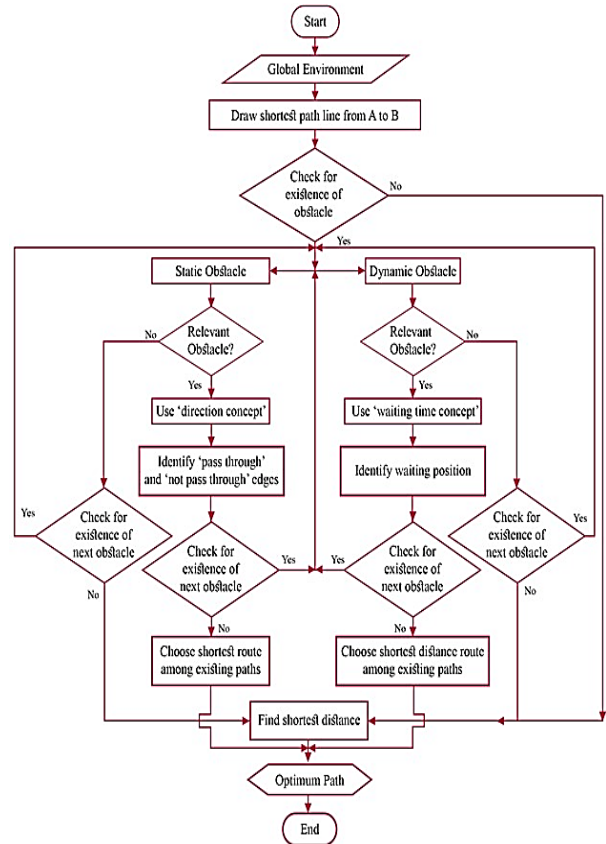 Start
Global Environment
Draw shortest path line from A to B
Check for
existence of
obstacle
No
Yes
Static Obstacle
Dynamic Obstacle
No
Relevant
Obstacle?
Relevant
Obstacle?
No
Yes
Yes
Use ‘direction concept’
Use ‘waiting time concept’
Identify ‘pass through’
and ‘not pass through’ edges
Identify waiting position
Yes
Check for
existence of
next obstacle
Check for
existence of
next obstacle
Yes
Yes
Check for
existence of
next obstacle
Check for
existence of
next obstacle
Yes
No
No
No
No
Choose shortest route
among existing paths
Choose shortest distance route
among existing paths
Find shortest distance
Optimum Path
End